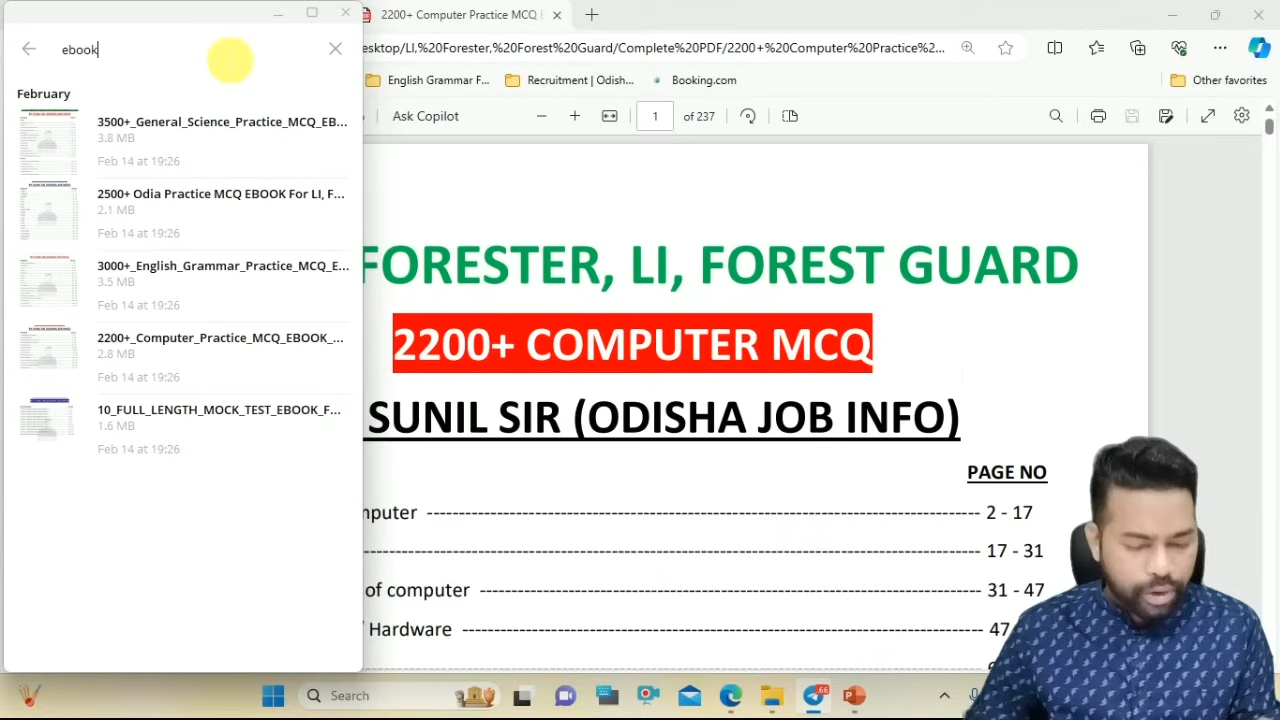 ebook
February
3500+_General_Science_Practice_MCQ_EB...
3.8 MB
Feb 14 at 19:26
2500+ Odia Practice MCQ EBOOK For LI, F...
2.1 MB
Feb 14 at 19:26
3000+_English_Grammar_Practice_MCQ_E...
3.5 MB
Feb 14 at 19:26
2200+_Computer_Practice_MCQ_EBOOK_...
2.8 MB
Feb 14 at 19:26
10_FULL_LENGTH_MOCK_TEST_EBOOK_F...
1.6 MB
Feb 14 at 19:26
2200+ Computer Practice MCQ E
esktop/LI,%20Forester,%20Forest%20Guard/Complete%20PDF/2200+%20Computer%20Practice%2...
English Grammar F...
Recruitment | Odish...
Booking.com
Other favorites
Ask Copilot
1 of 237
FORESTER, LI, FOREST GUARD
2200+ COMPUTER MCQ
SUNIL SIR (ODISHA JOB INFO)
PAGE NO
mputer ---------------------------------------------------------------- 2 - 17
---------------------------------------------------------------- 17 - 31
of computer ---------------------------------------------------------------- 31 - 47
Hardware ---------------------------------------------------------------- 47
Search
.66